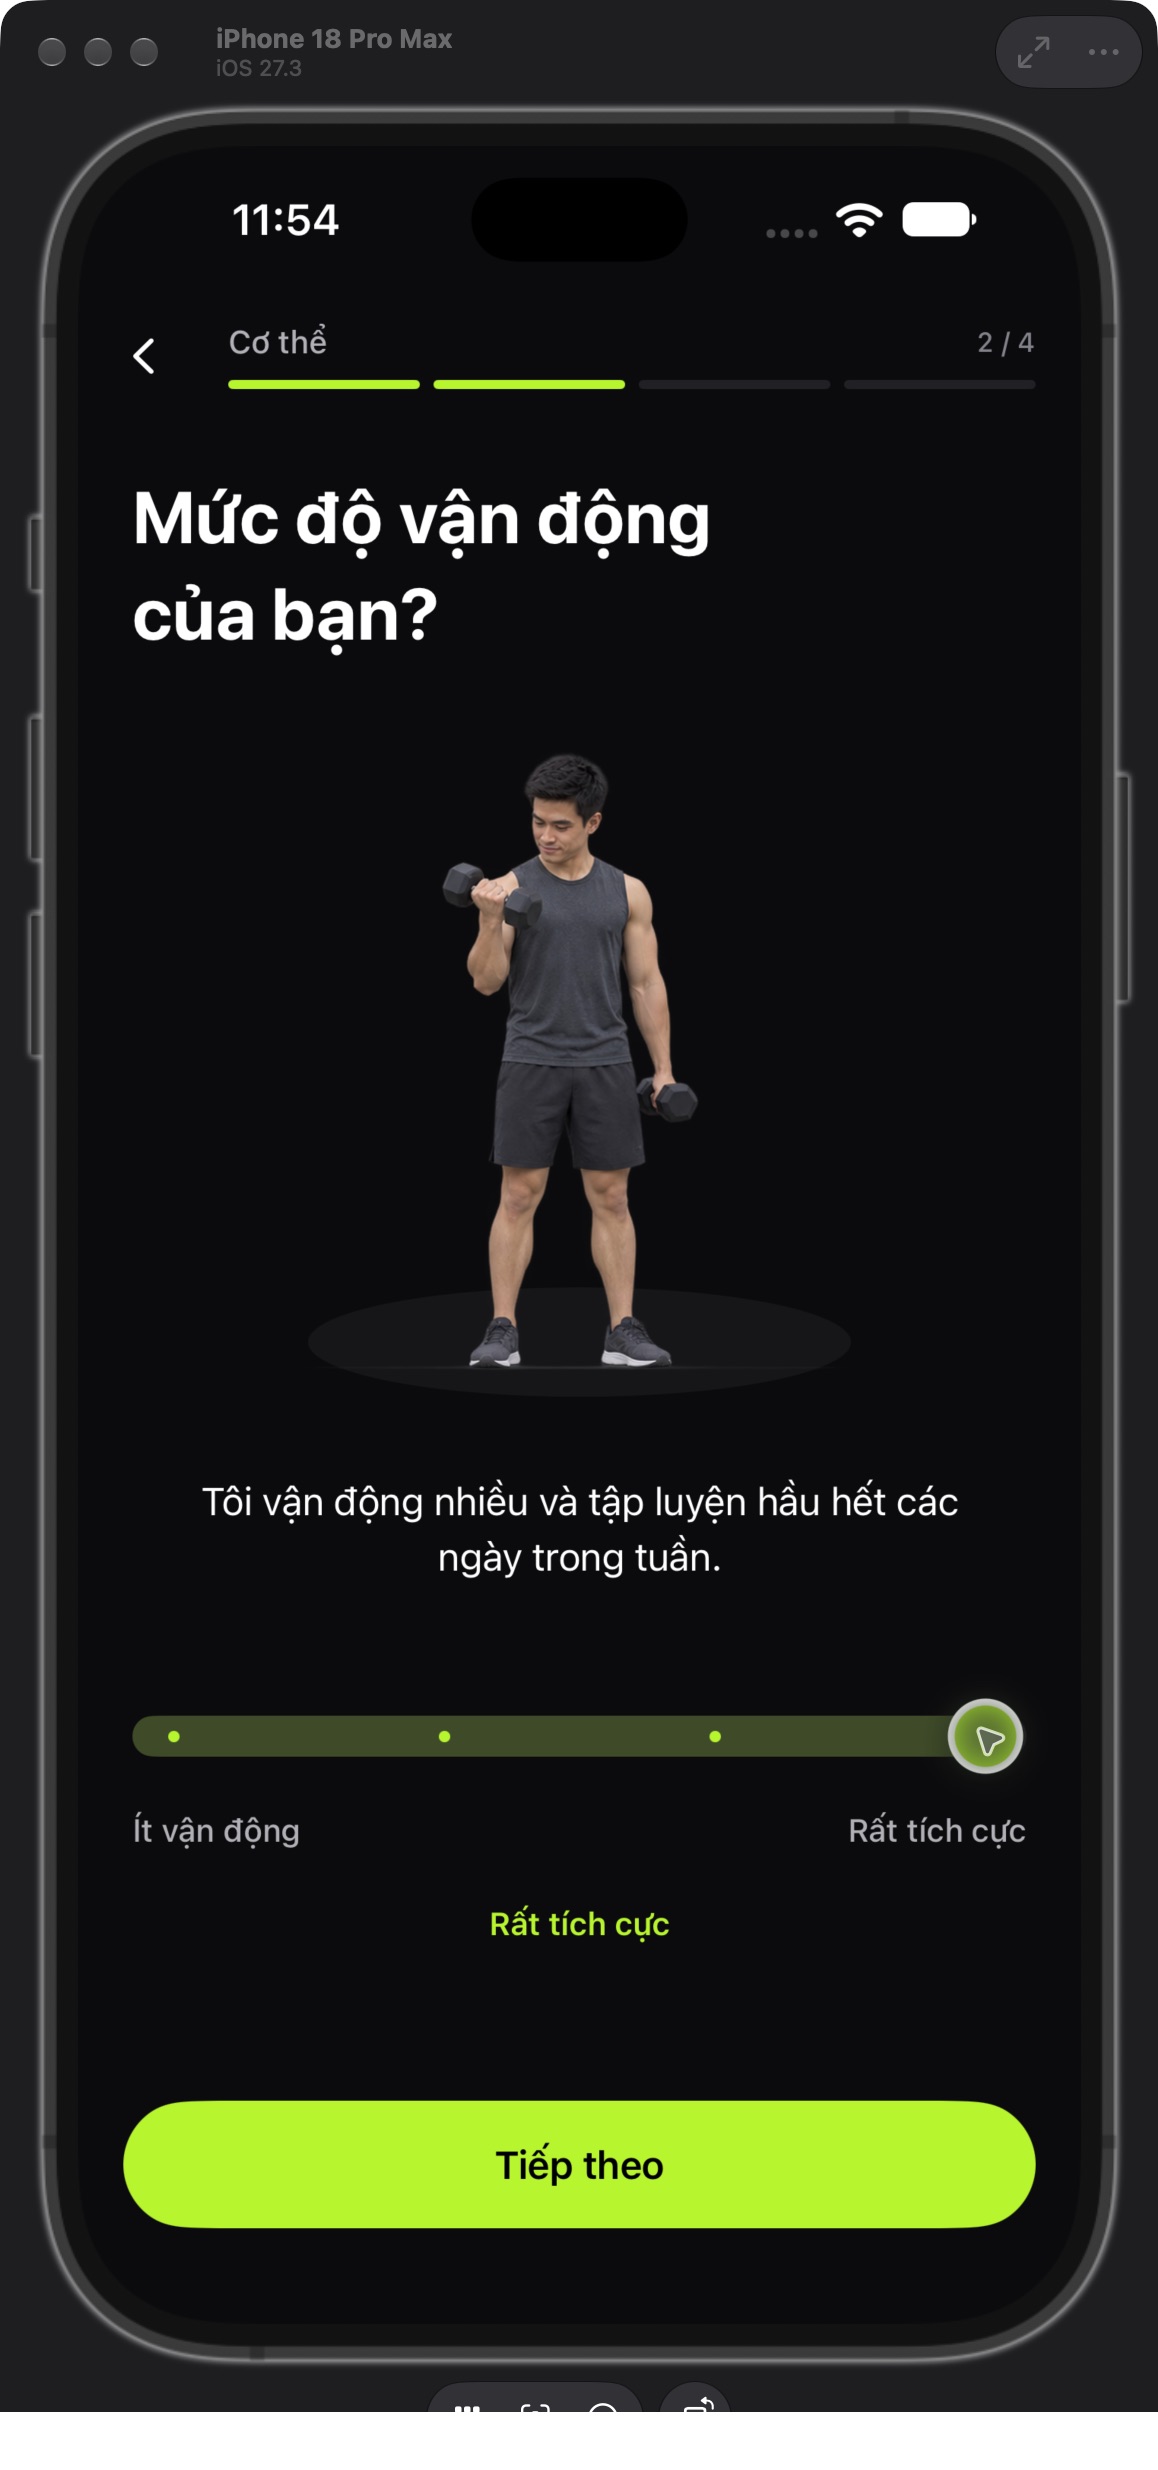 iPhone 18 Pro Max
iOS 27.3
11:54
Cơ thể
2 / 4
Mức độ vận động
của bạn?
Tôi vận động nhiều và tập luyện hầu hết các
ngày trong tuần.
Ít vận động
Rất tích cực
Rất tích cực
Tiếp theo